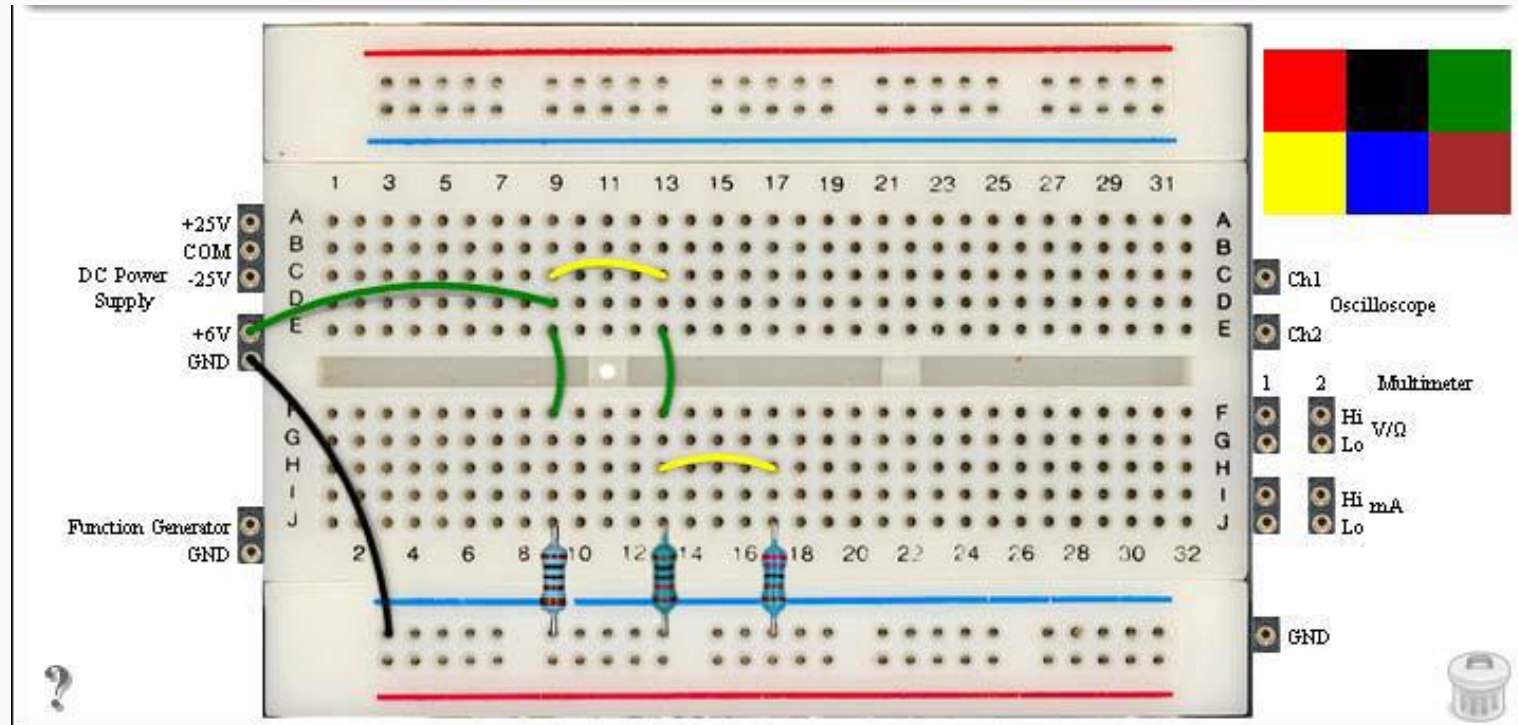 1 3 5 7 9 11 13 15 17 19 21 23 25 27 29 31
+25V A A
COM B B
DC Power -25V C C Ch1
Supply D D Oscilloscope
+6V E E Ch2
GND 1 2 Multimeter
F F Hi V/Ω
G G Lo
H H
I I Hi mA
Function Generator J J Lo
GND 2 4 6 8 10 12 14 16 18 20 22 24 26 28 30 32
GND
?